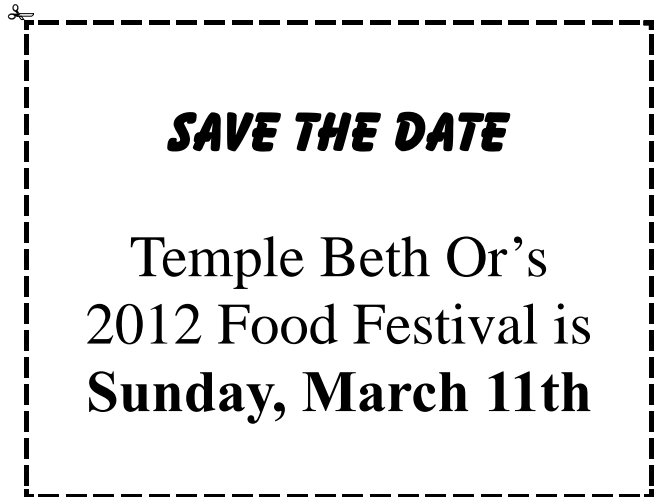 SAVE THE DATE
Temple Beth Or’s
2012 Food Festival is
Sunday, March 11th